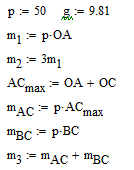 p := 50 g := 9.81
m₁ := p·OA
m₂ := 3m₁
ACmax := OA + OC
mAC := p·ACmax
mBC := p·BC
m₃ := mAC + mBC